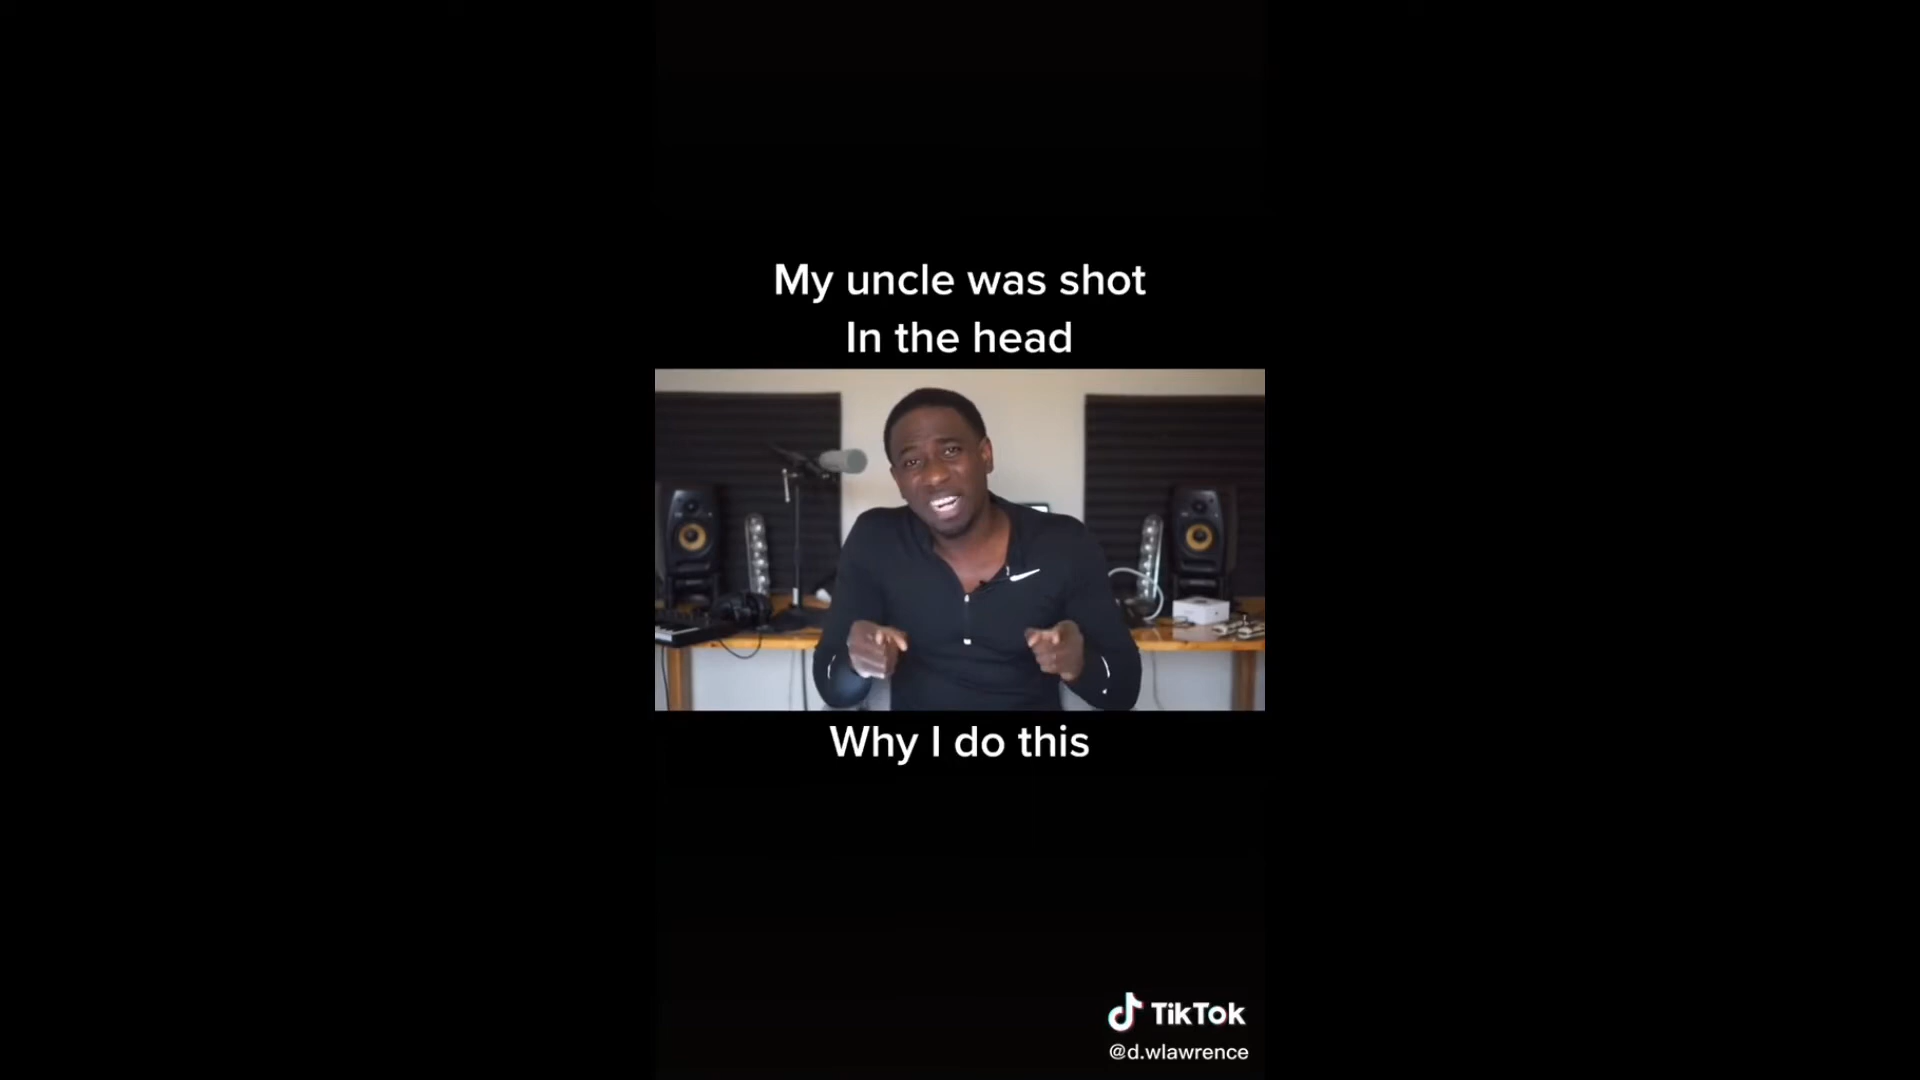 My uncle was shot
In the head
Why I do this
TikTok
@d.wlawrence